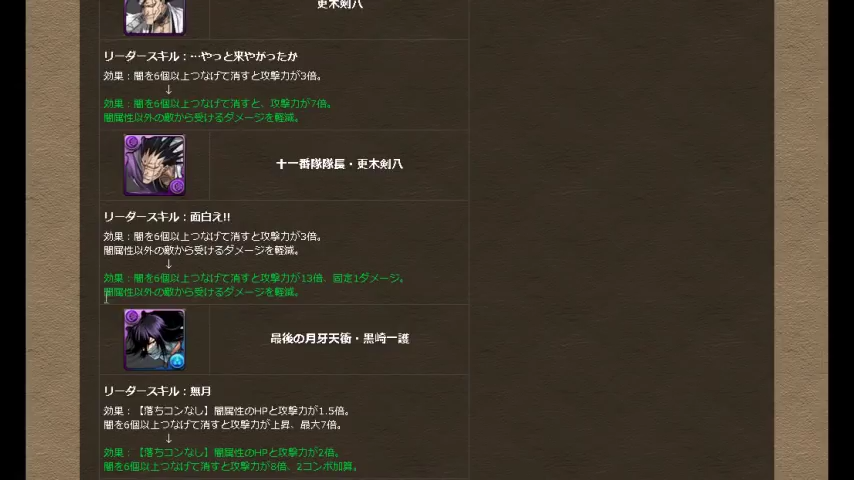 更木剣八
リーダースキル：…やっと来やがったか
効果：闇を6個以上つなげて消すと攻撃力が3倍。
↓
効果：闇を6個以上つなげて消すと、攻撃力が7倍。
闇属性以外の敵から受けるダメージを軽減。
十一番隊隊長・更木剣八
リーダースキル：面白え!!
効果：闇を6個以上つなげて消すと攻撃力が3倍。
闇属性以外の敵から受けるダメージを軽減。
↓
効果：闇を6個以上つなげて消すと攻撃力が13倍、固定1ダメージ。
闇属性以外の敵から受けるダメージを軽減。
最後の月牙天衝・黒崎一護
リーダースキル：無月
効果：【落ちコンなし】闇属性のHPと攻撃力が1.5倍。
闇を6個以上つなげて消すと攻撃力が上昇、最大7倍。
↓
効果：【落ちコンなし】闇属性のHPと攻撃力が2倍。
闇を6個以上つなげて消すと攻撃力が8倍、2コンボ加算。